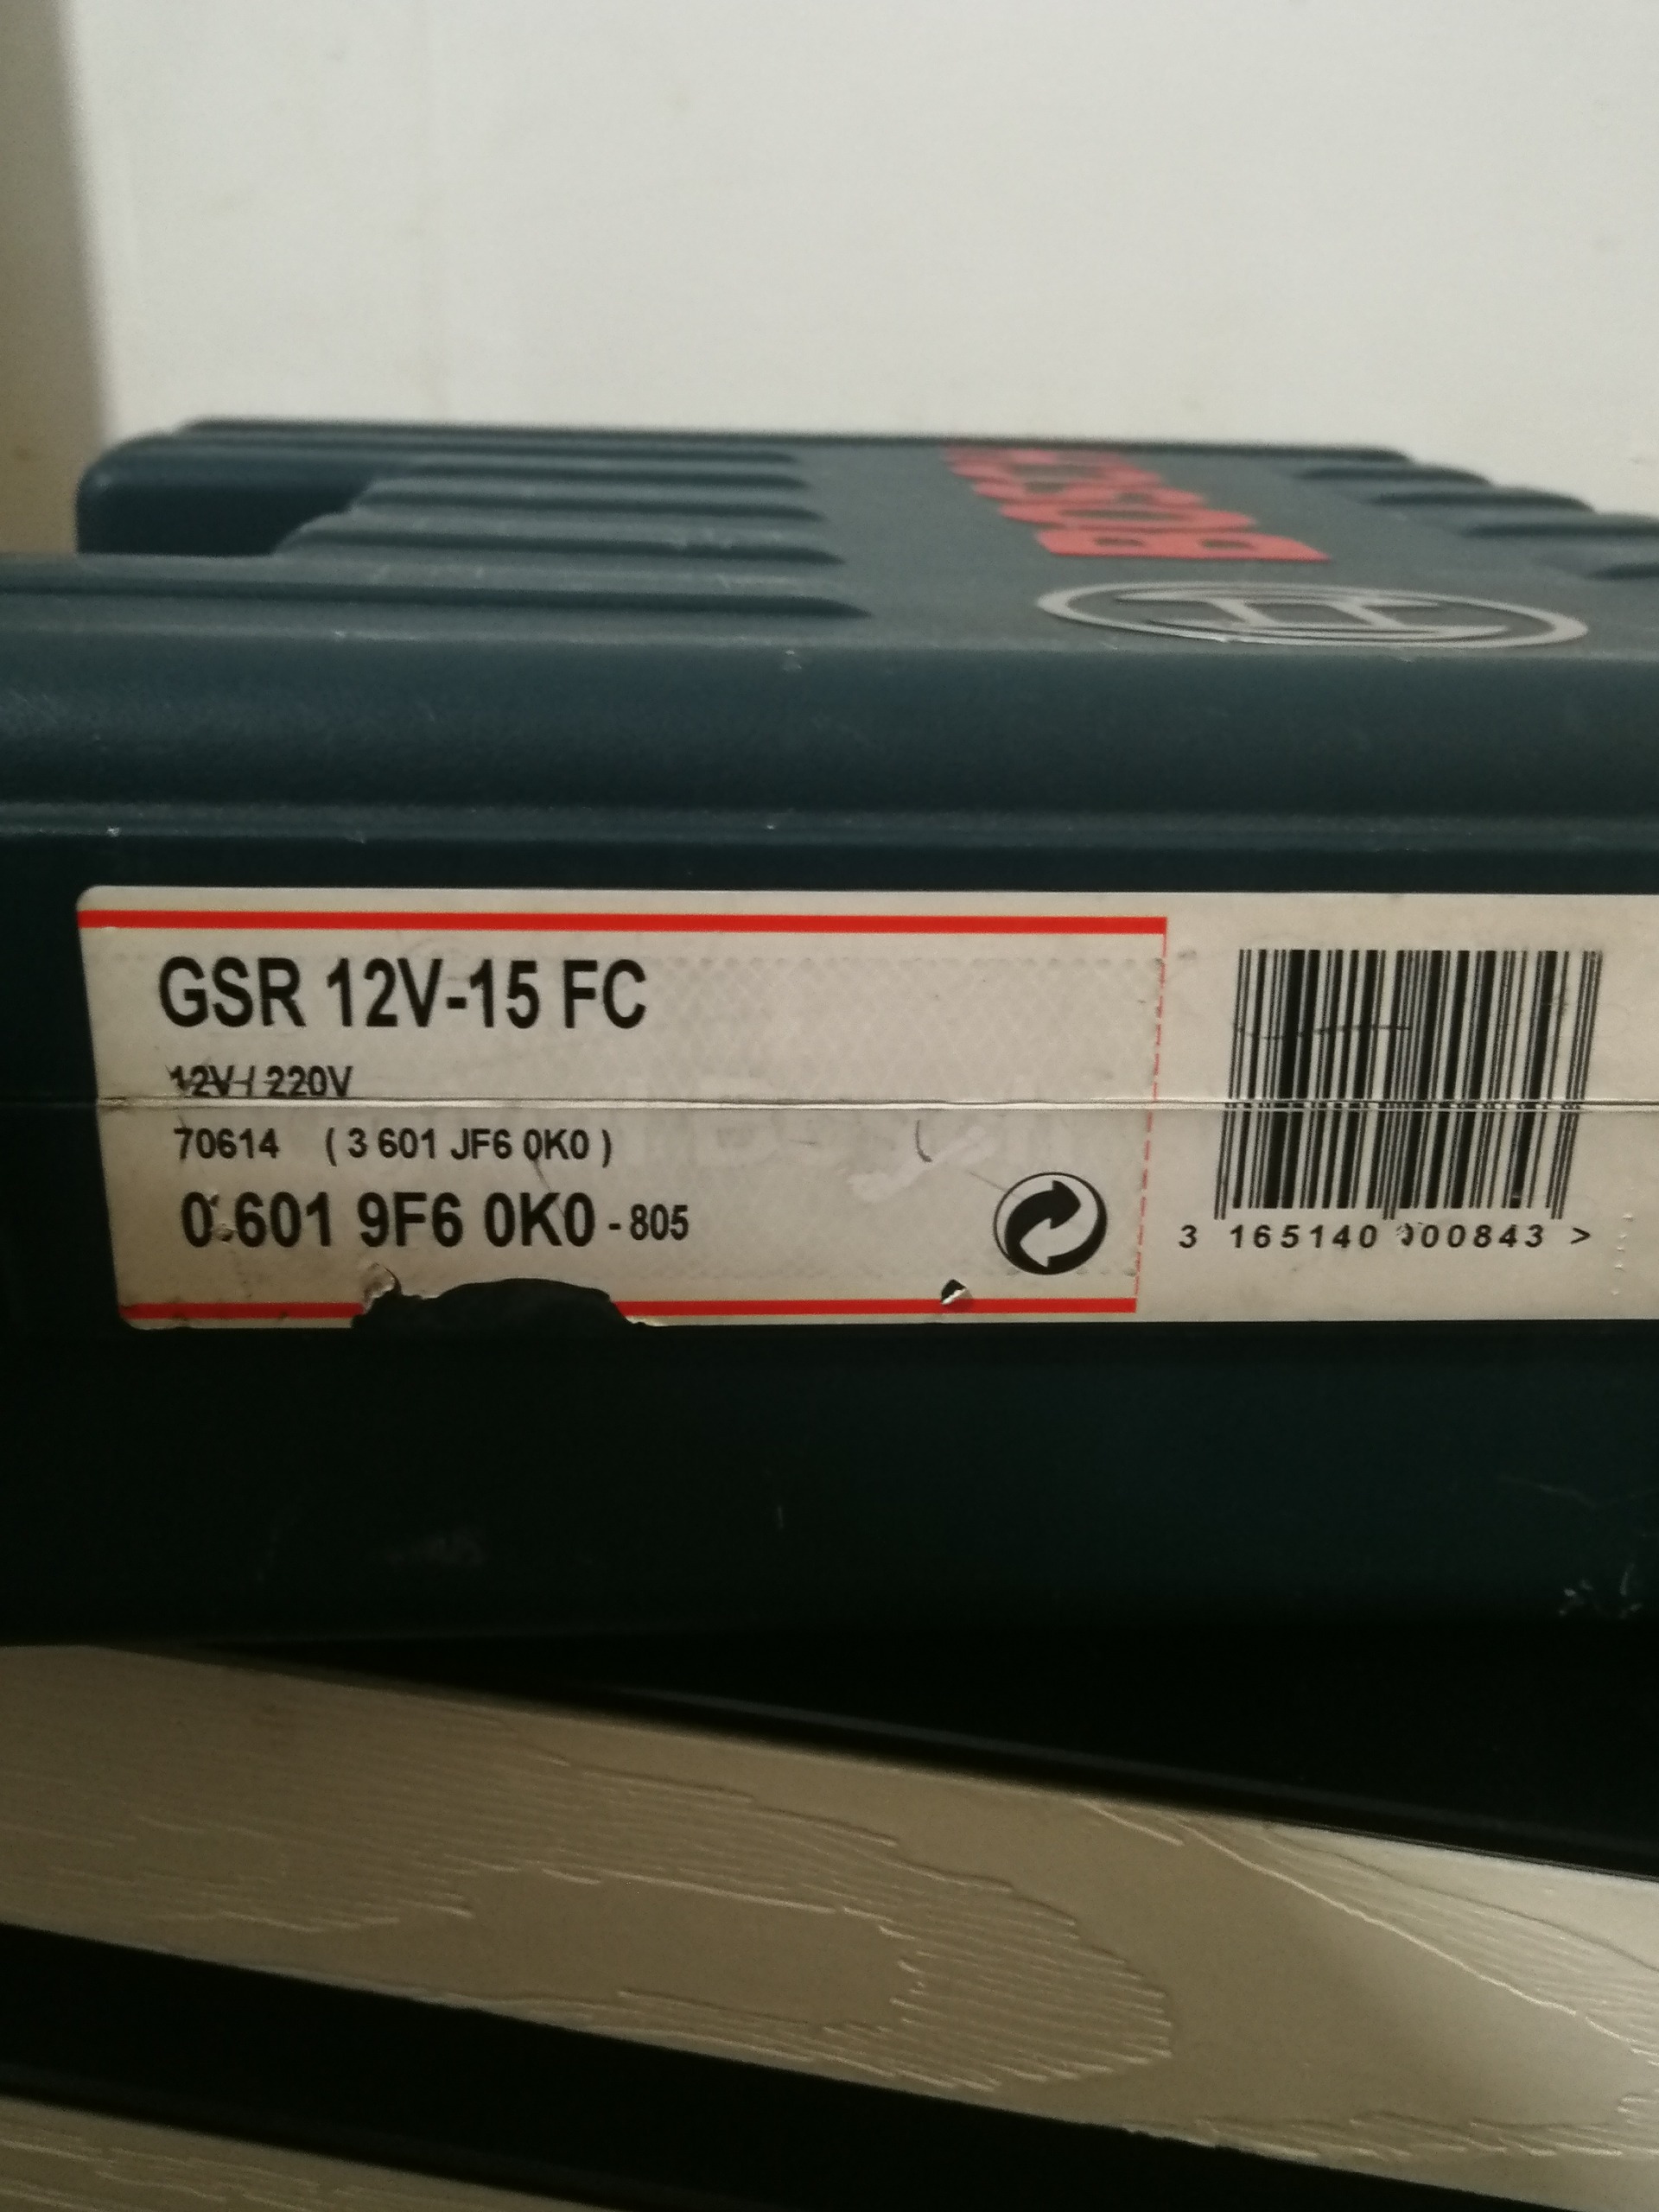 BOSCH
GSR 12V-15 FC
12V / 220V
70614 ( 3 601 JF6 0K0 )
0 601 9F6 0K0 - 805
3 165140 900843 >